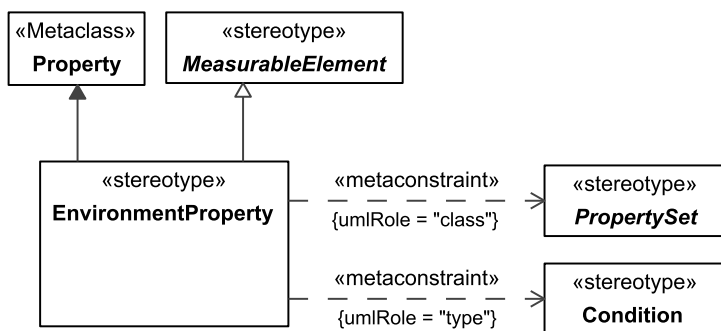 «Metaclass»
Property
«stereotype»
MeasurableElement
«stereotype»
EnvironmentProperty
«metaconstraint»
{umlRole = "class"}
«stereotype»
PropertySet
«metaconstraint»
{umlRole = "type"}
«stereotype»
Condition